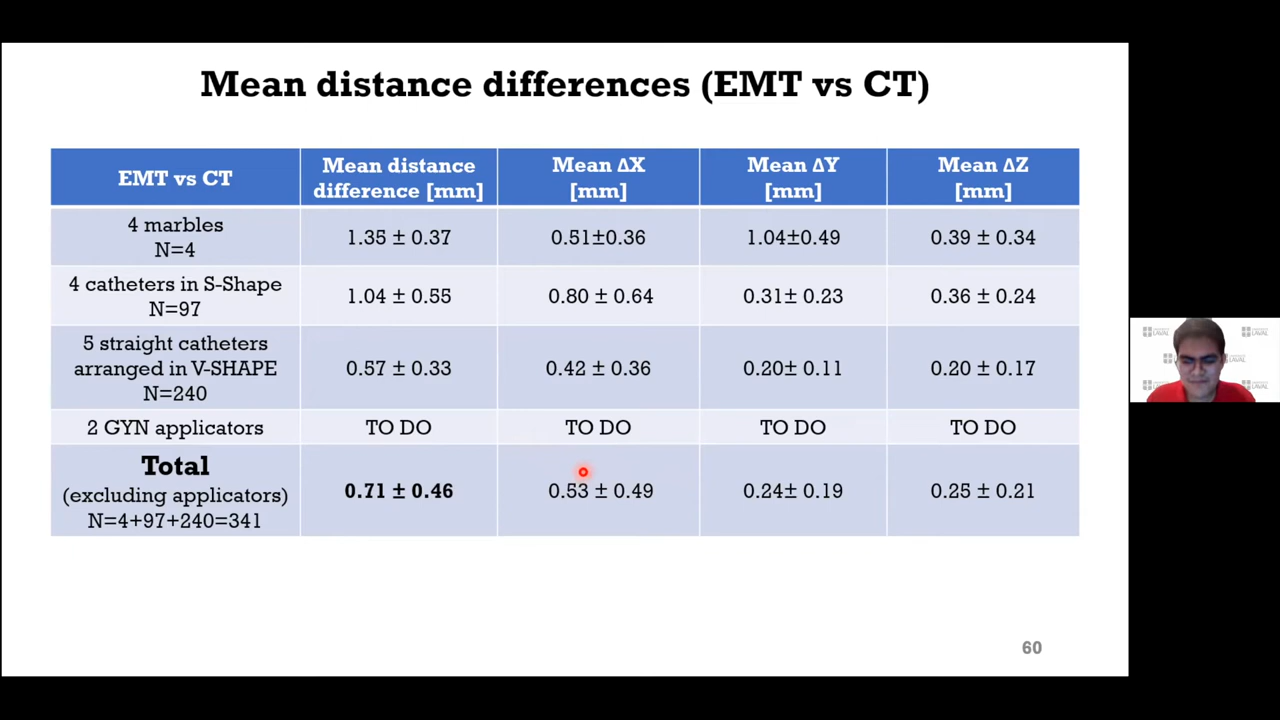 Mean distance differences (EMT vs CT)
EMT vs CT
Mean distance
difference [mm]
Mean ΔX
[mm]
Mean ΔY
[mm]
Mean ΔZ
[mm]
4 marbles
N=4
1.35 ± 0.37
0.51±0.36
1.04±0.49
0.39 ± 0.34
4 catheters in S-Shape
N=97
1.04 ± 0.55
0.80 ± 0.64
0.31± 0.23
0.36 ± 0.24
5 straight catheters
arranged in V-SHAPE
N=240
0.57 ± 0.33
0.42 ± 0.36
0.20± 0.11
0.20 ± 0.17
2 GYN applicators
TO DO
TO DO
TO DO
TO DO
Total
(excluding applicators)
N=4+97+240=341
0.71 ± 0.46
0.53 ± 0.49
0.24± 0.19
0.25 ± 0.21
60